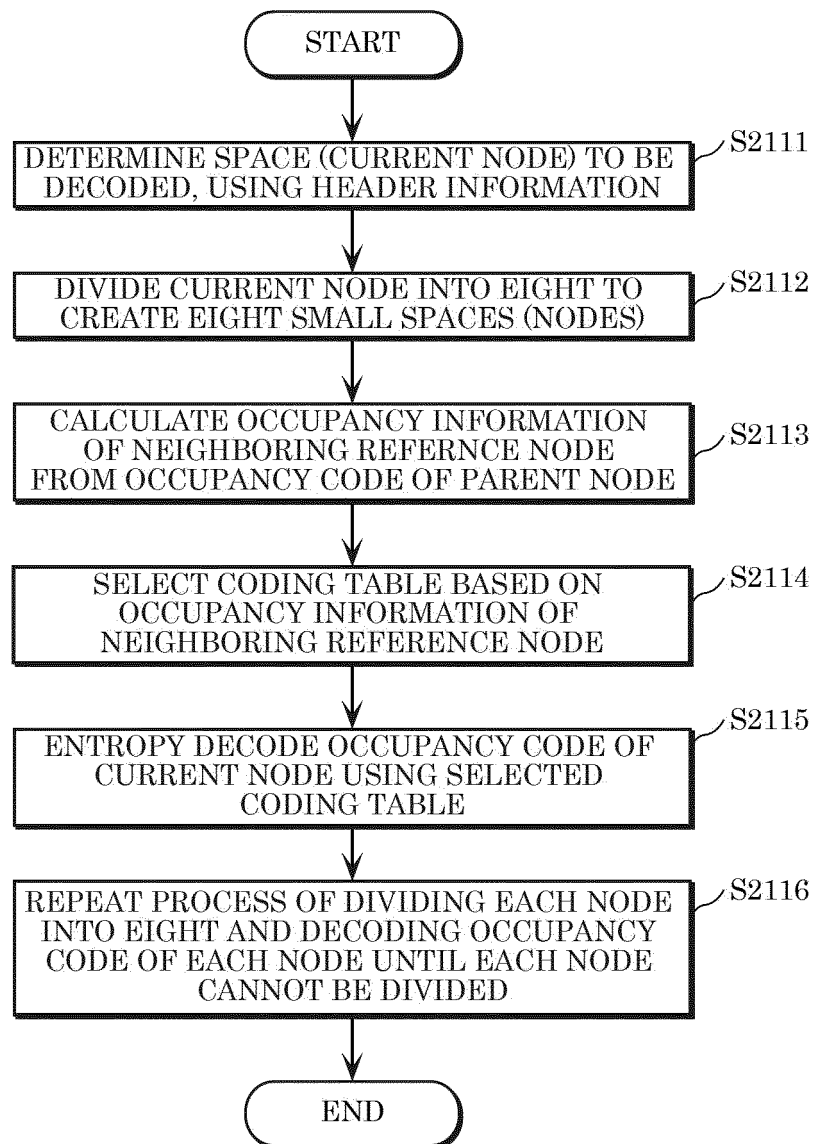 START
S2111
DETERMINE SPACE (CURRENT NODE) TO BE
DECODED, USING HEADER INFORMATION
S2112
DIVIDE CURRENT NODE INTO EIGHT TO
CREATE EIGHT SMALL SPACES (NODES)
S2113
CALCULATE OCCUPANCY INFORMATION
OF NEIGHBORING REFERNCE NODE
FROM OCCUPANCY CODE OF PARENT NODE
S2114
SELECT CODING TABLE BASED ON
OCCUPANCY INFORMATION OF
NEIGHBORING REFERENCE NODE
S2115
ENTROPY DECODE OCCUPANCY CODE OF
CURRENT NODE USING SELECTED
CODING TABLE
S2116
REPEAT PROCESS OF DIVIDING EACH NODE
INTO EIGHT AND DECODING OCCUPANCY
CODE OF EACH NODE UNTIL EACH NODE
CANNOT BE DIVIDED
END